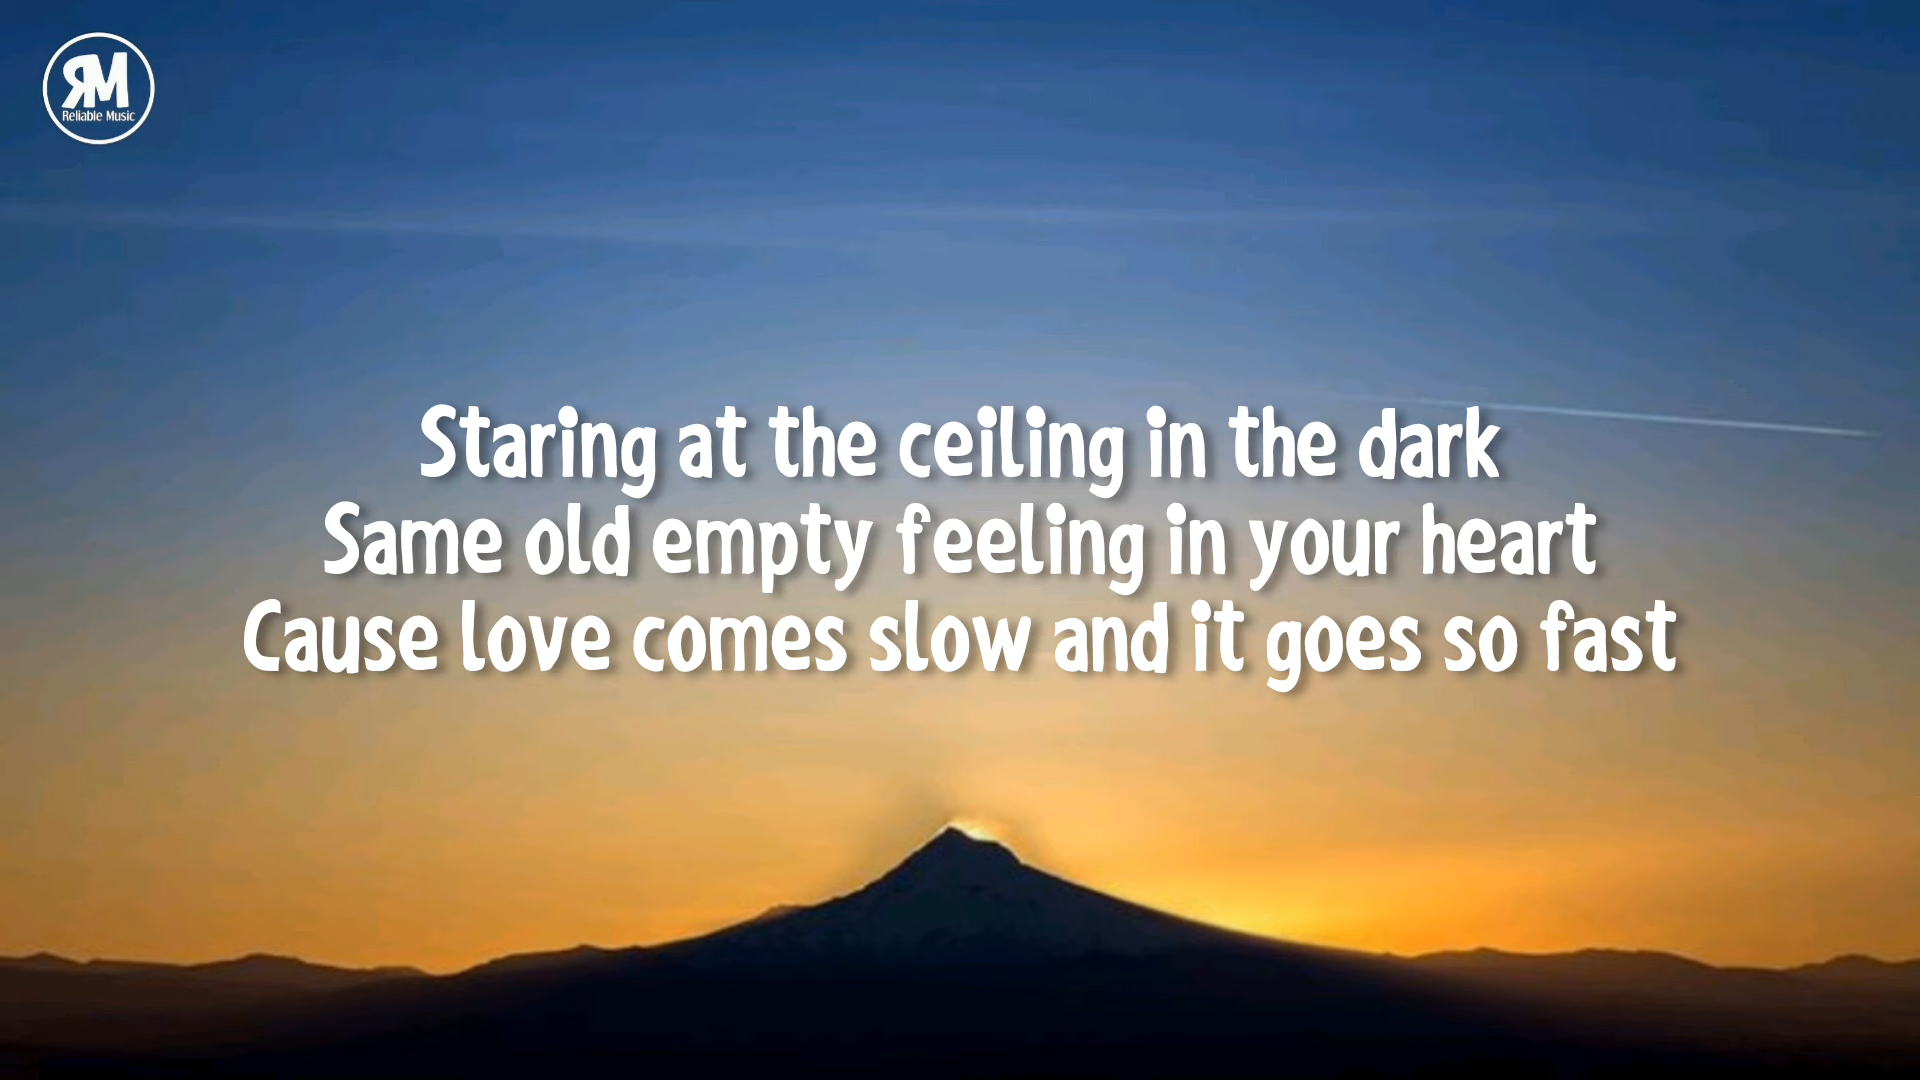 RM
Reliable Music
Staring at the ceiling in the dark
Same old empty feeling in your heart
Cause love comes slow and it goes so fast